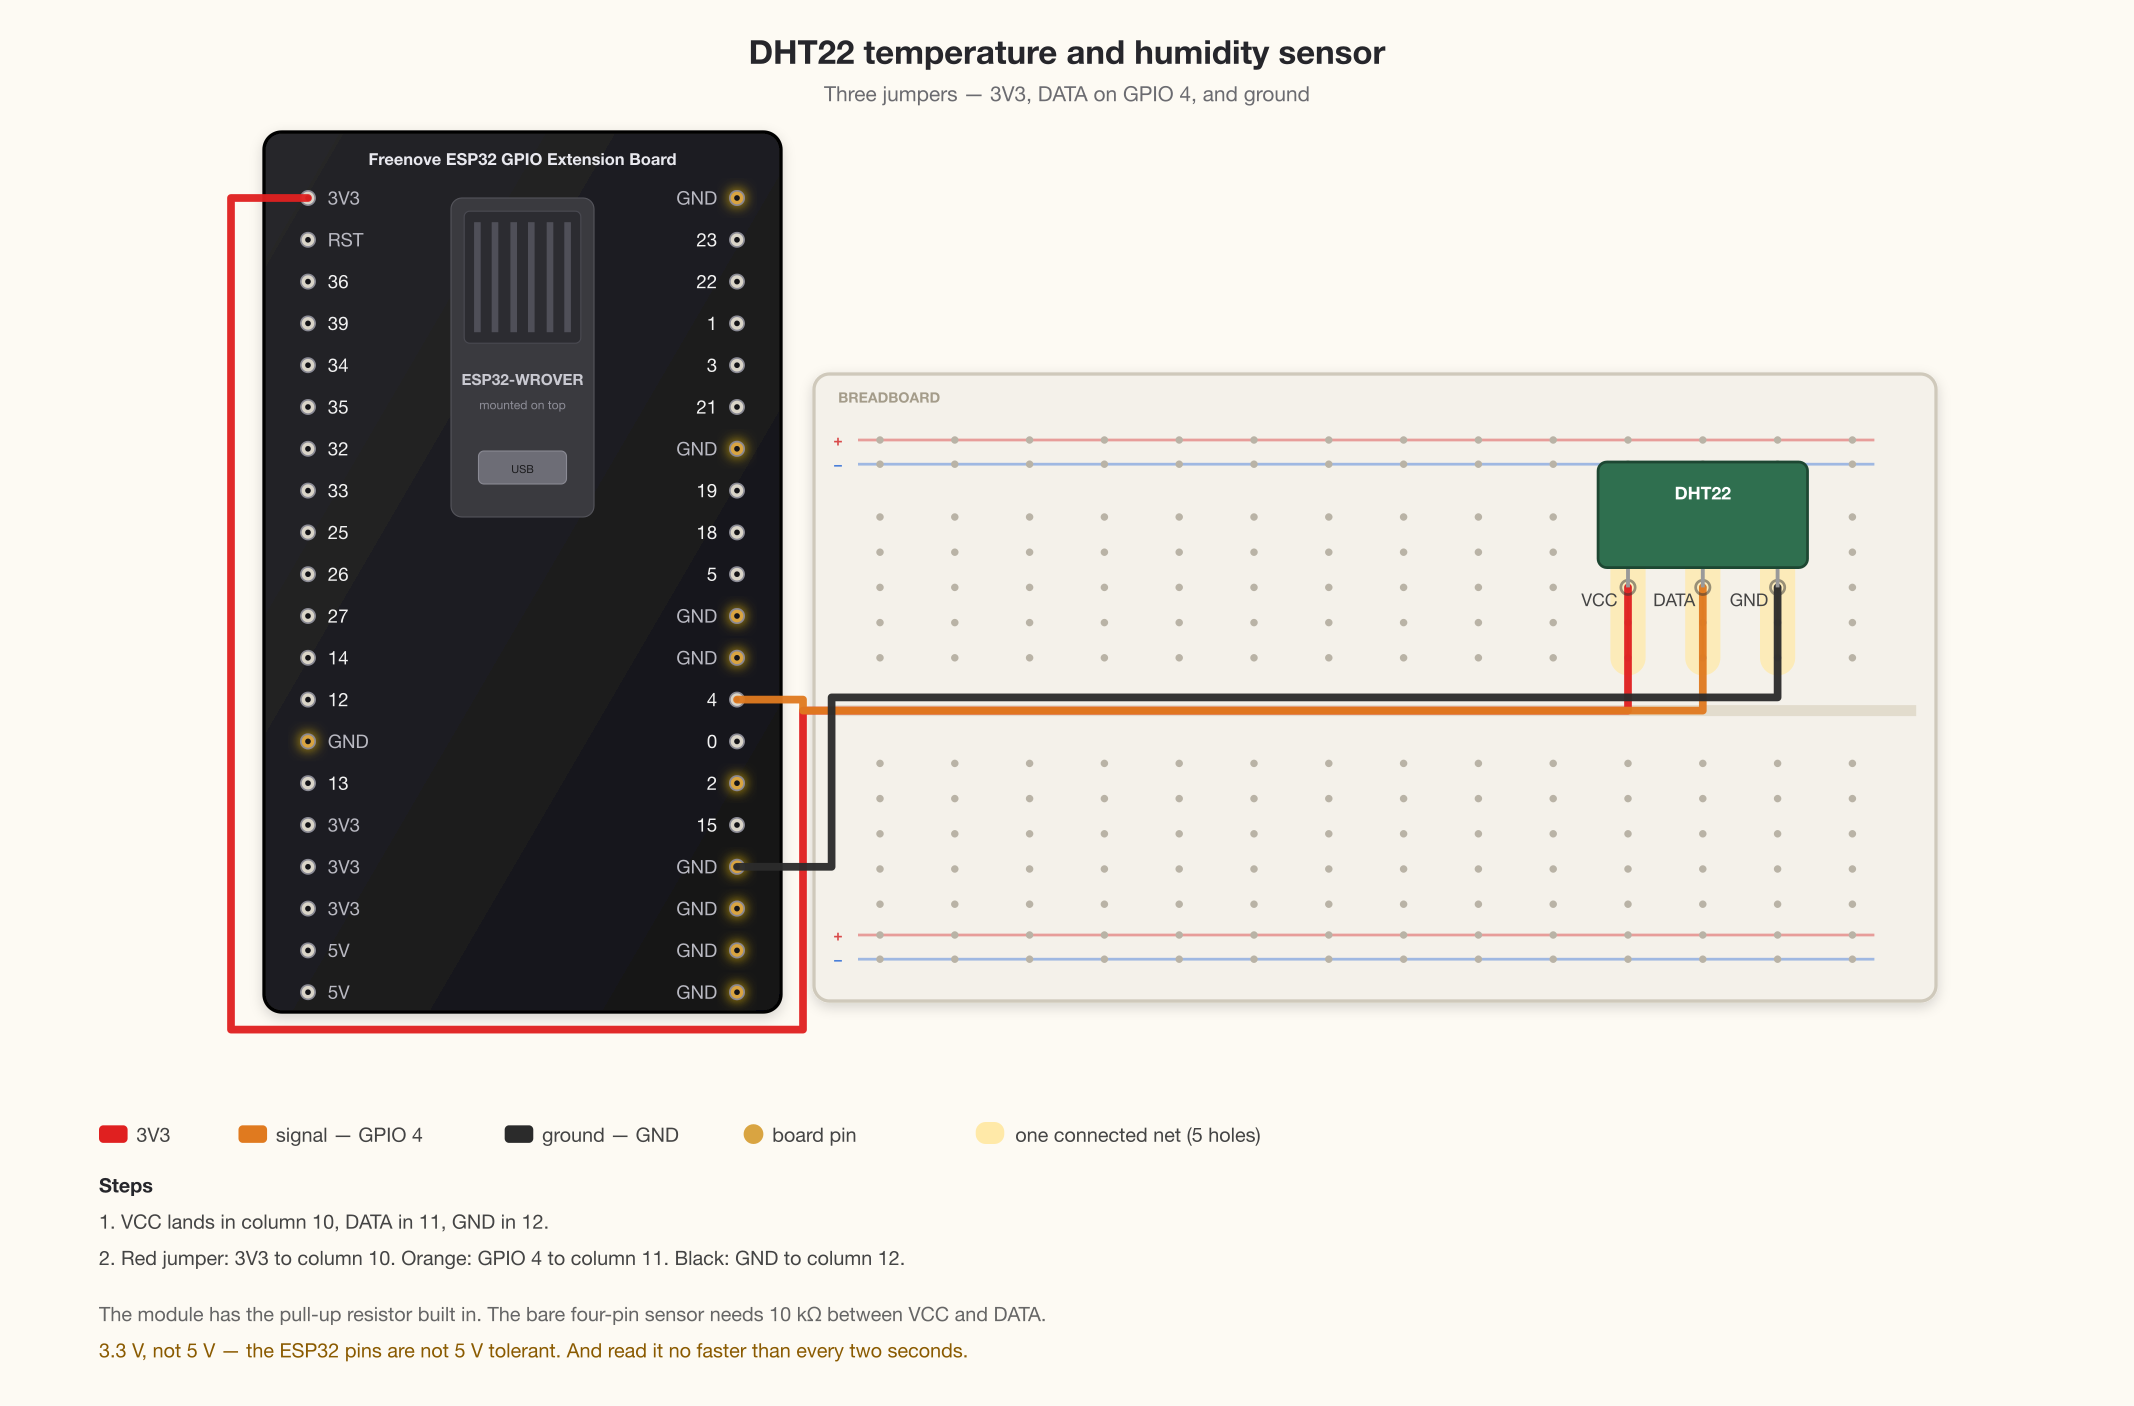 DHT22 temperature and humidity sensor
Three jumpers — 3V3, DATA on GPIO 4, and ground
Freenove ESP32 GPIO Extension Board
3V3 GND
RST 23
36 22
39 1
34 3
35 21
32 GND
33 19
25 18
26 5
27 GND
14 GND
12 4
GND 0
13 2
3V3 15
3V3 GND
3V3 GND
5V GND
5V GND
ESP32-WROVER
mounted on top
USB
BREADBOARD
+
–
DHT22
VCC DATA GND
+
–
3V3 signal — GPIO 4 ground — GND board pin one connected net (5 holes)
Steps
1. VCC lands in column 10, DATA in 11, GND in 12.
2. Red jumper: 3V3 to column 10. Orange: GPIO 4 to column 11. Black: GND to column 12.
The module has the pull-up resistor built in. The bare four-pin sensor needs 10 kΩ between VCC and DATA.
3.3 V, not 5 V — the ESP32 pins are not 5 V tolerant. And read it no faster than every two seconds.